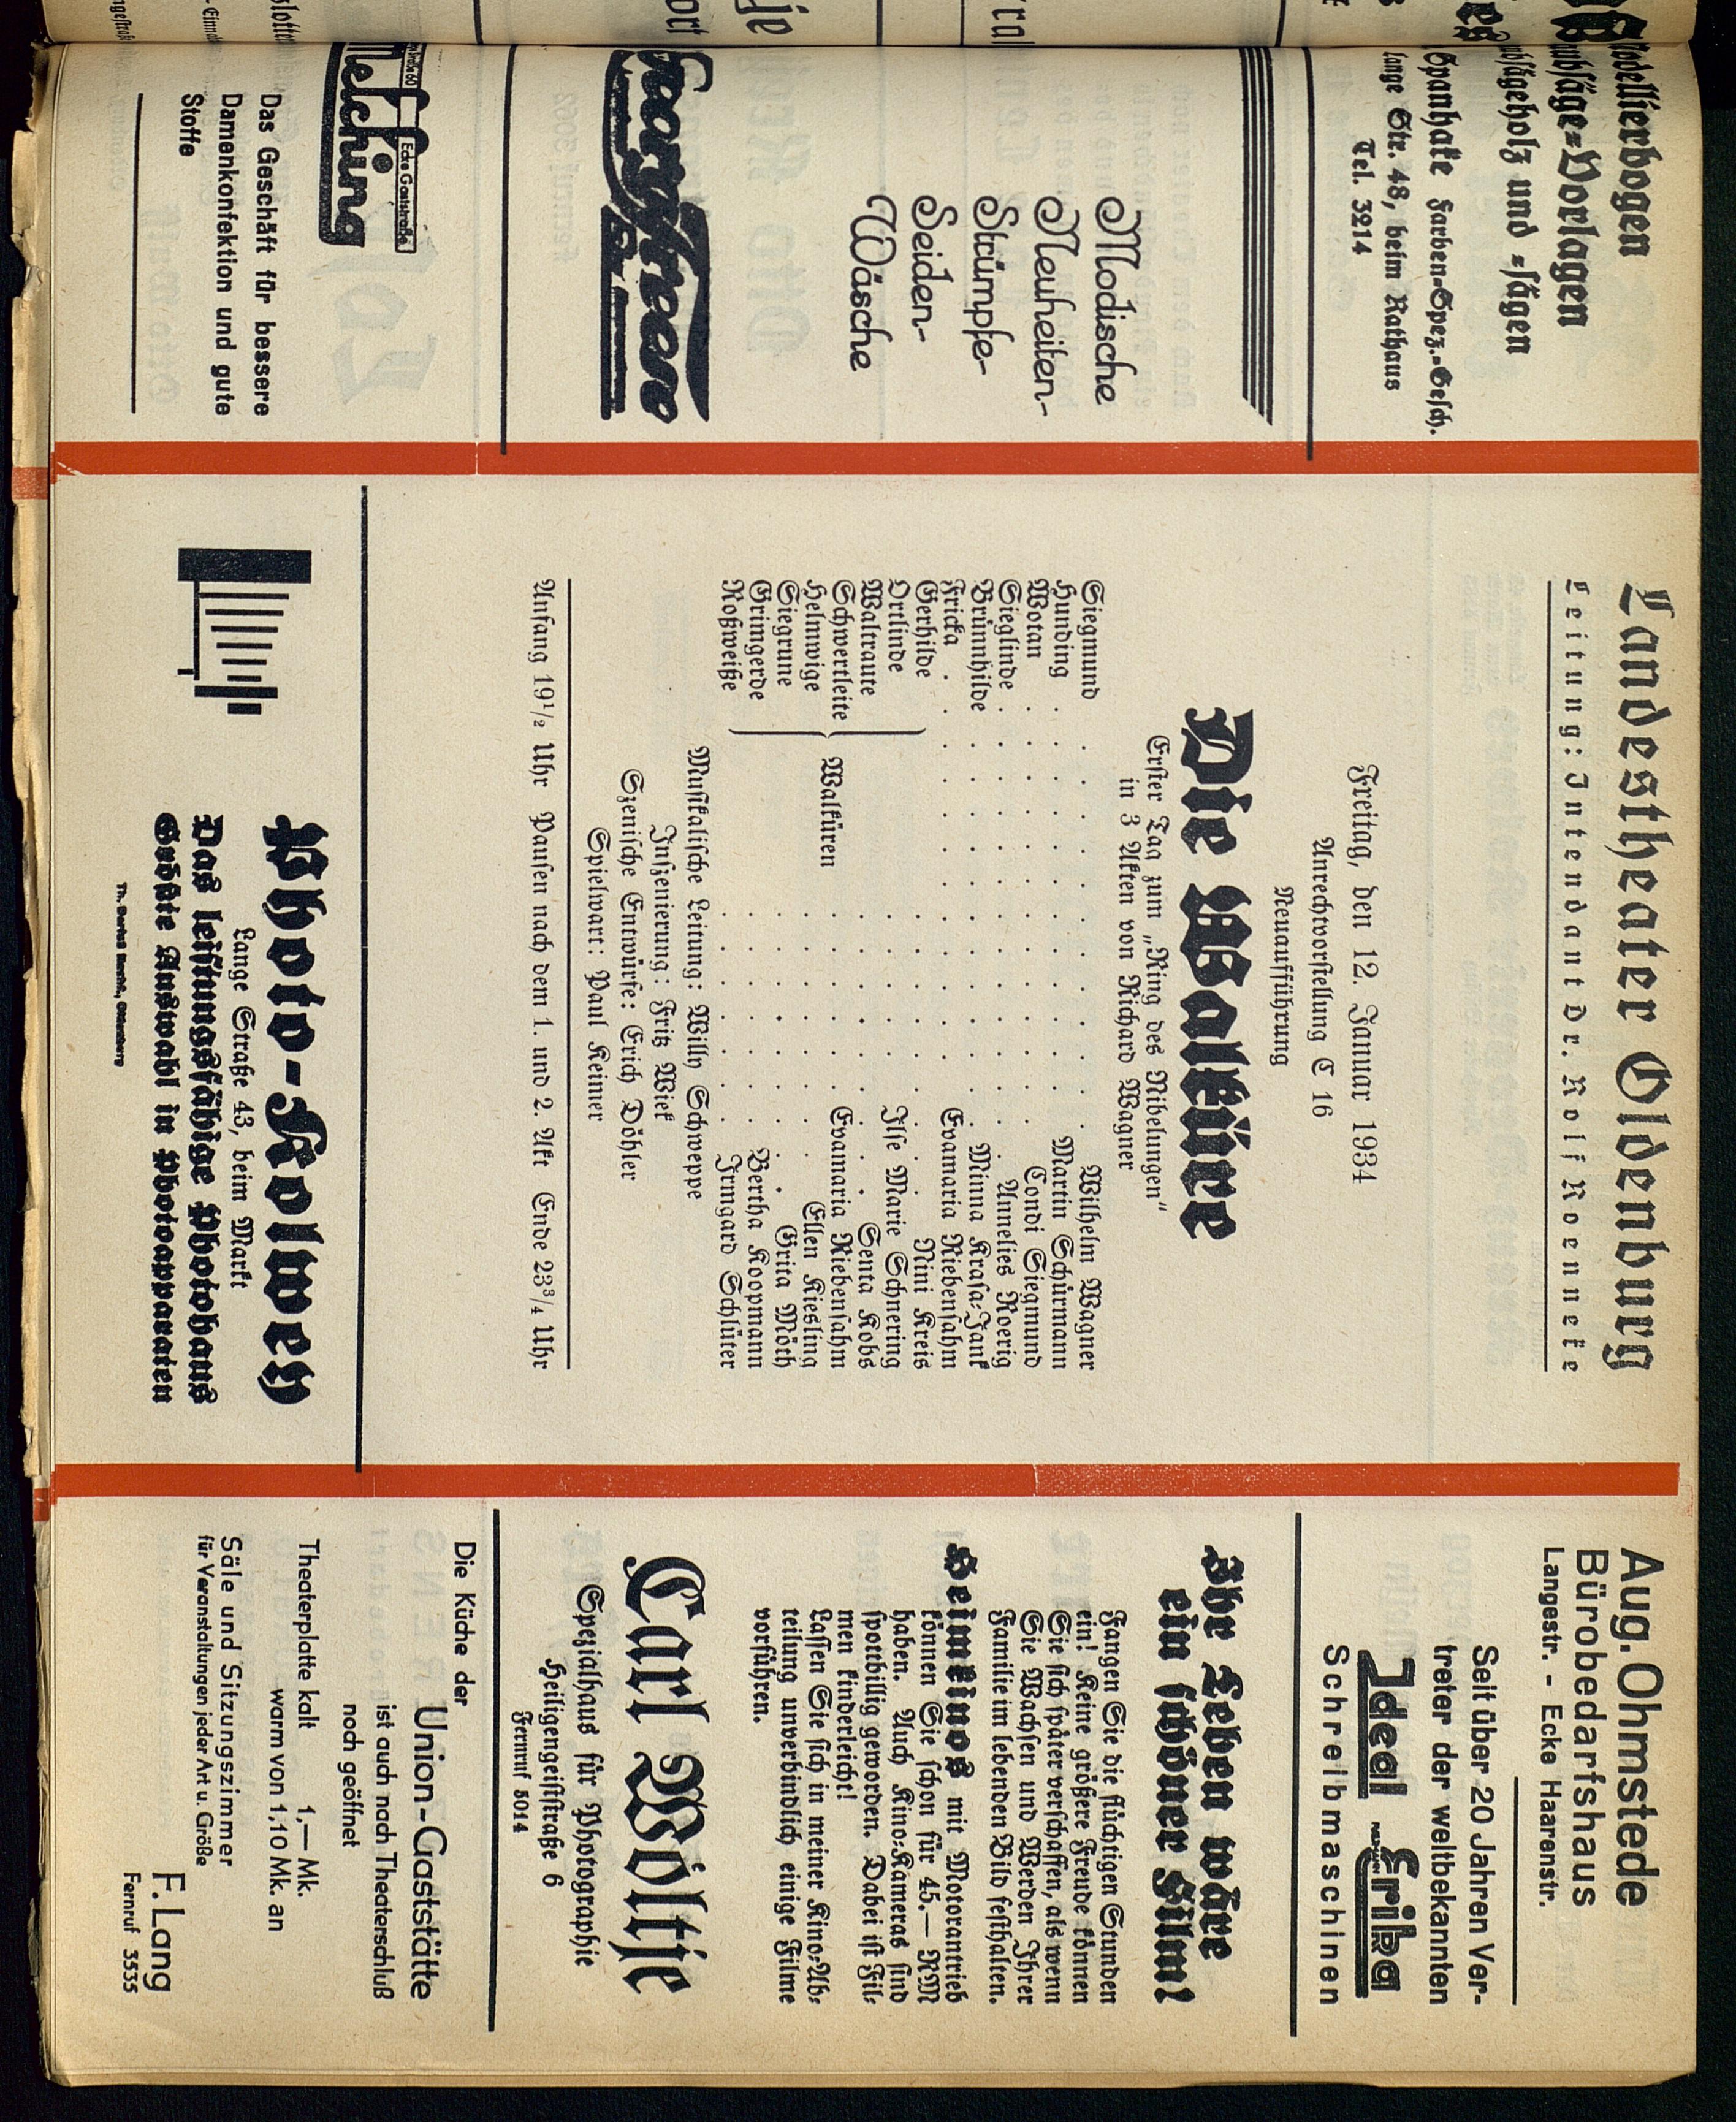 Modellierbogen
Laubsäge-Vorlagen
und -sägen
Spanhake Farben-Spez.-Gesch.
Lange Str. 48, beim Rathaus
Tel. 3214
Modische
Neuheiten-
Strümpfe-
Seiden-
Wäsche
Melching
Ecke Gaststraße
Das Geschäft für bessere
Damenkonfektion und gute
Stoffe
Landestheater Oldenburg
Leitung: Intendant Dr. Rolf Roennecke
Freitag, den 12. Januar 1934
Anrechtvorstellung C 16
Neuaufführung
Die Walküre
Erster Tag zum „Ring des Nibelungen“
in 3 Akten von Richard Wagner
Siegmund . . . . . . Wilhelm Wagner
Hunding . . . . . . Martin Schürmann
Wotan . . . . . . Condi Siegmund
Sieglinde . . . . . . Annelies Roerig
Brünnhilde . . . . . . Minna Krasa-Jank
Fricka . . . . . . Evamaria Riebensahm
Gerhilde . . . . Nini Kreis
Ortlinde . . . . Ilse Marie Schnering
Waltraute . . . . Senta Kobs
Schwertleite } Walküren . . . . Evamaria Riebensahm
Helmwige . . . . Ellen Kiesling
Siegrune . . . . Grita Möth
Grimgerde . . . . Bertha Koopmann
Roßweiße . . . . Irmgard Schlüter
Musikalische Leitung: Willy Schweppe
Inszenierung: Fritz Wiek
Szenische Entwürfe: Erich Döhler
Spielwart: Paul Keimer
Anfang 19¹/₂ Uhr Pausen nach dem 1. und 2. Akt Ende 23³/₄ Uhr
Photo-Kolwey
Lange Straße 43, beim Markt
Das leistungsfähige Photohaus
Größte Auswahl in Photoapparaten
Aug. Ohmstede
Bürobedarfshaus
Langestr. - Ecke Haarenstr.
Seit über 20 Jahren Ver-
treter der weltbekannten
Ideal Erika
Schreibmaschinen
Ihr Leben wäre
ein schöner Film!
Fangen Sie die flüchtigen Stunden
ein! Keine größere Freude können
Sie sich später verschaffen, als wenn
Sie Wachsen und Werden Ihrer
Familie im lebenden Bild festhalten.
Heimkinos mit Motorantrieb
können Sie schon für 45.— RM
haben. Auch Kino-Kameras sind
spottbillig geworden. Dabei ist Fil-
men kinderleicht!
Lassen Sie sich in meiner Kino-Ab-
teilung unverbindlich einige Filme
vorführen.
Carl Wöltje
Spezialhaus für Photographie
Heiligengeiststraße 6
Fernruf 5014
Die Küche der
Union-Gaststätte
ist auch nach Theaterschluß
noch geöffnet
Theaterplatte kalt 1,— Mk.
warm von 1,10 Mk. an
Säle und Sitzungszimmer
für Veranstaltungen jeder Art u. Größe
F. Lang
Fernruf 3535